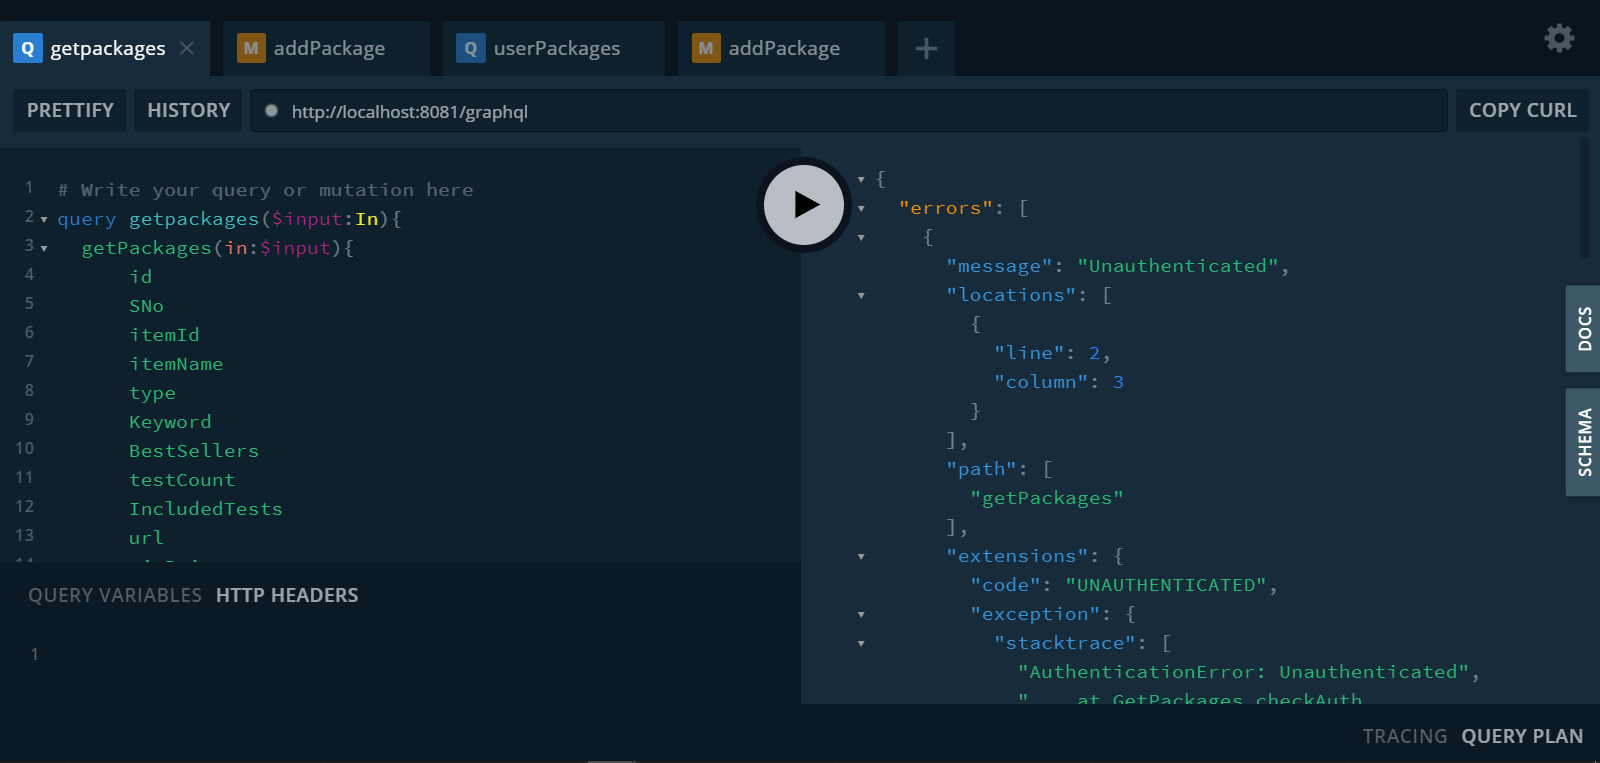 Q getpackages × M addPackage Q userPackages M addPackage +
PRETTIFY HISTORY http://localhost:8081/graphql COPY CURL
1 # Write your query or mutation here
2 query getpackages($input:In){
3 getPackages(in:$input){
4 id
5 SNo
6 itemId
7 itemName
8 type
9 Keyword
10 BestSellers
11 testCount
12 IncludedTests
13 url
QUERY VARIABLES HTTP HEADERS
1
{
"errors": [
{
"message": "Unauthenticated",
"locations": [
{
"line": 2,
"column": 3
}
],
"path": [
"getPackages"
],
"extensions": {
"code": "UNAUTHENTICATED",
"exception": {
"stacktrace": [
"AuthenticationError: Unauthenticated",
" at GetPackages.checkAuth
DOCS
SCHEMA
TRACING QUERY PLAN